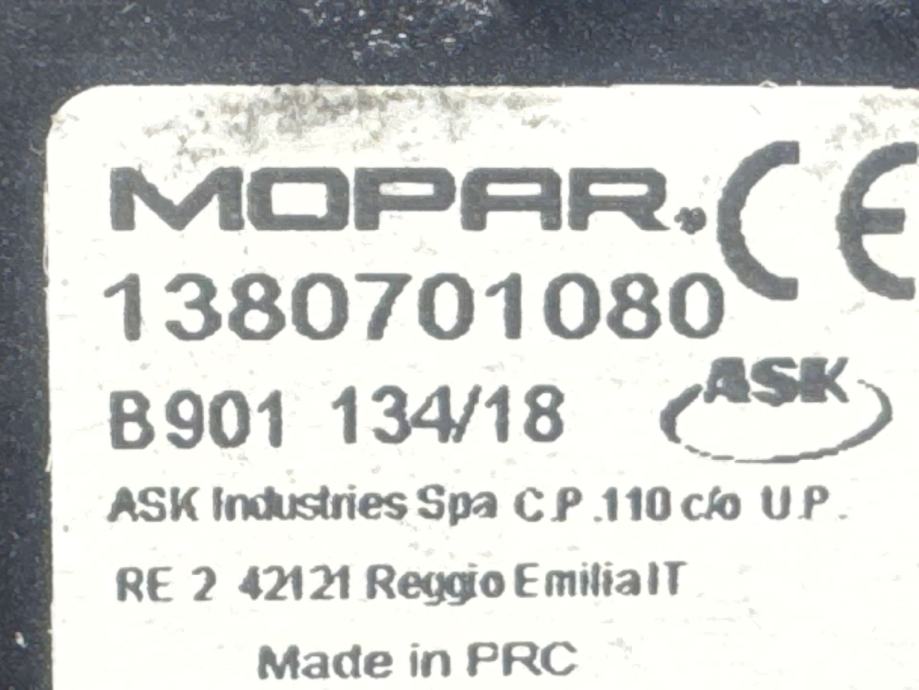 MOPAR® CE
1380701080
B901 134/18 ASK
ASK Industries Spa C.P.110 c/o U.P.
RE 2 42121 Reggio Emilia IT
Made in PRC